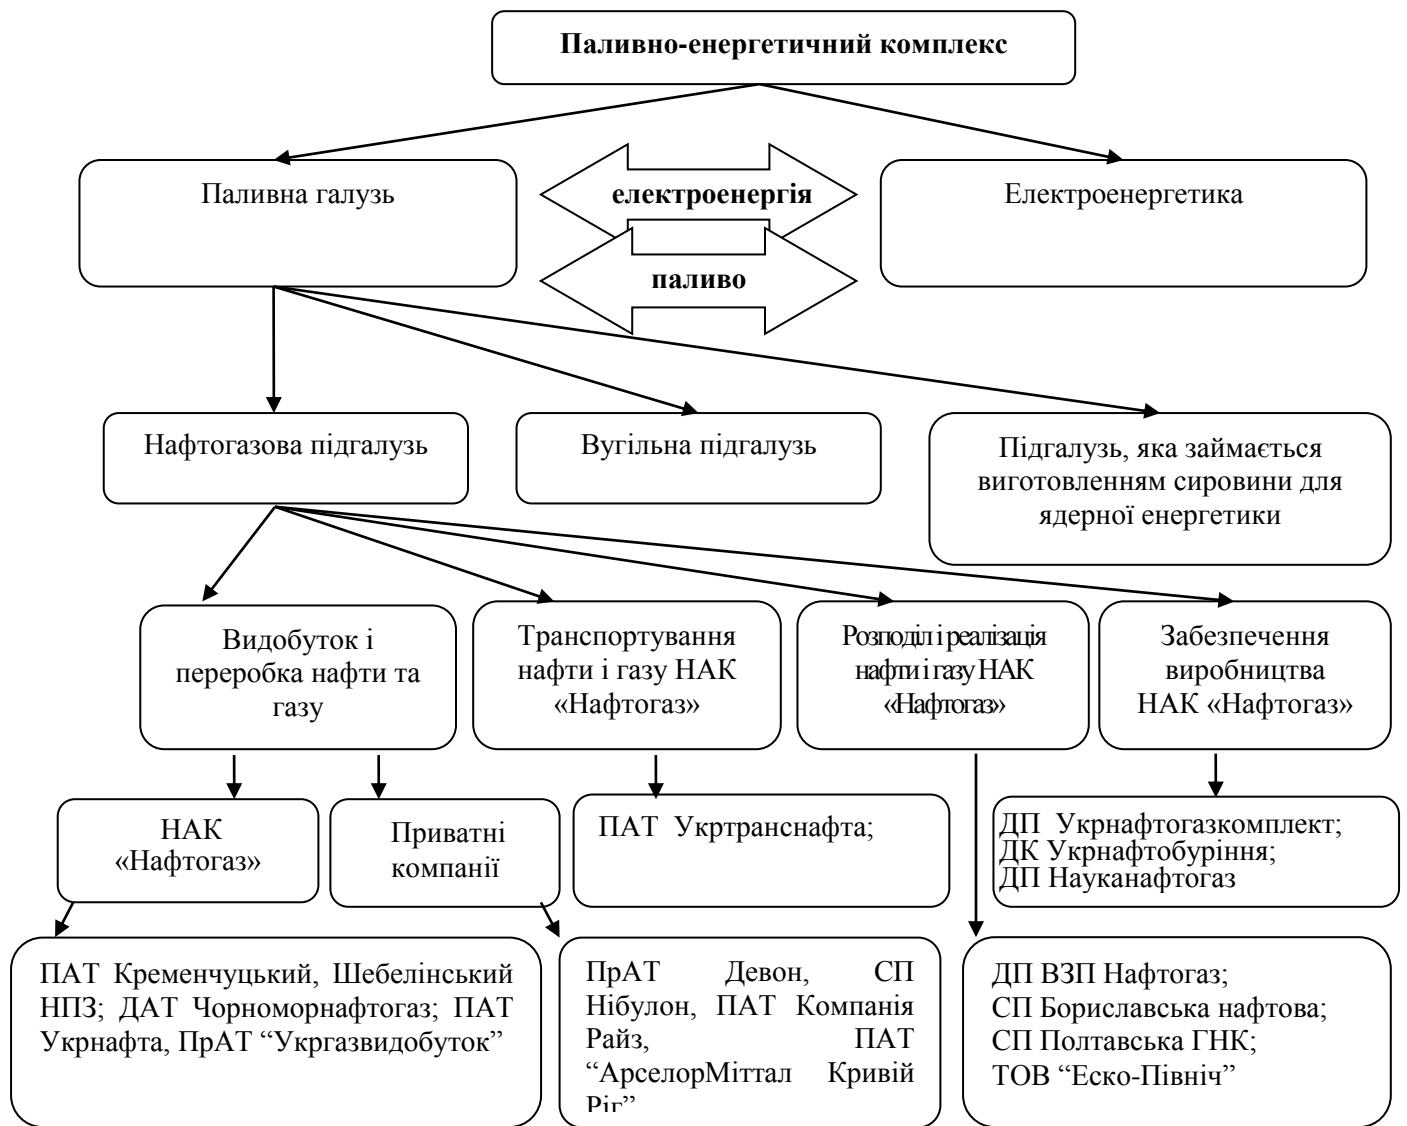 Паливно-енергетичний комплекс
Паливна галузь
електроенергія
Електроенергетика
паливо
Нафтогазова підгалузь
Вугільна підгалузь
Підгалузь, яка займається
виготовленням сировини для
ядерної енергетики
Видобуток і
переробка нафти та
газу
Транспортування
нафти і газу НАК
«Нафтогаз»
Розподіл і реалізація
нафти і газу НАК
«Нафтогаз»
Забезпечення
виробництва
НАК «Нафтогаз»
НАК
«Нафтогаз»
Приватні
компанії
ПАТ Укртранснафта;
ДП Укрнафтогазкомплект;
ДК Укрнафтобуріння;
ДП Науканафтогаз
ПАТ Кременчуцький, Шебелінський
НПЗ; ДАТ Чорноморнафтогаз; ПАТ
Укрнафта, ПрАТ “Укргазвидобуток”
ПрАТ Девон, СП
Нібулон, ПАТ Компанія
Райз, ПАТ
“АрселорМіттал Кривій
Ріг”
ДП ВЗП Нафтогаз;
СП Бориславська нафтова;
СП Полтавська ГНК;
ТОВ “Еско-Північ”